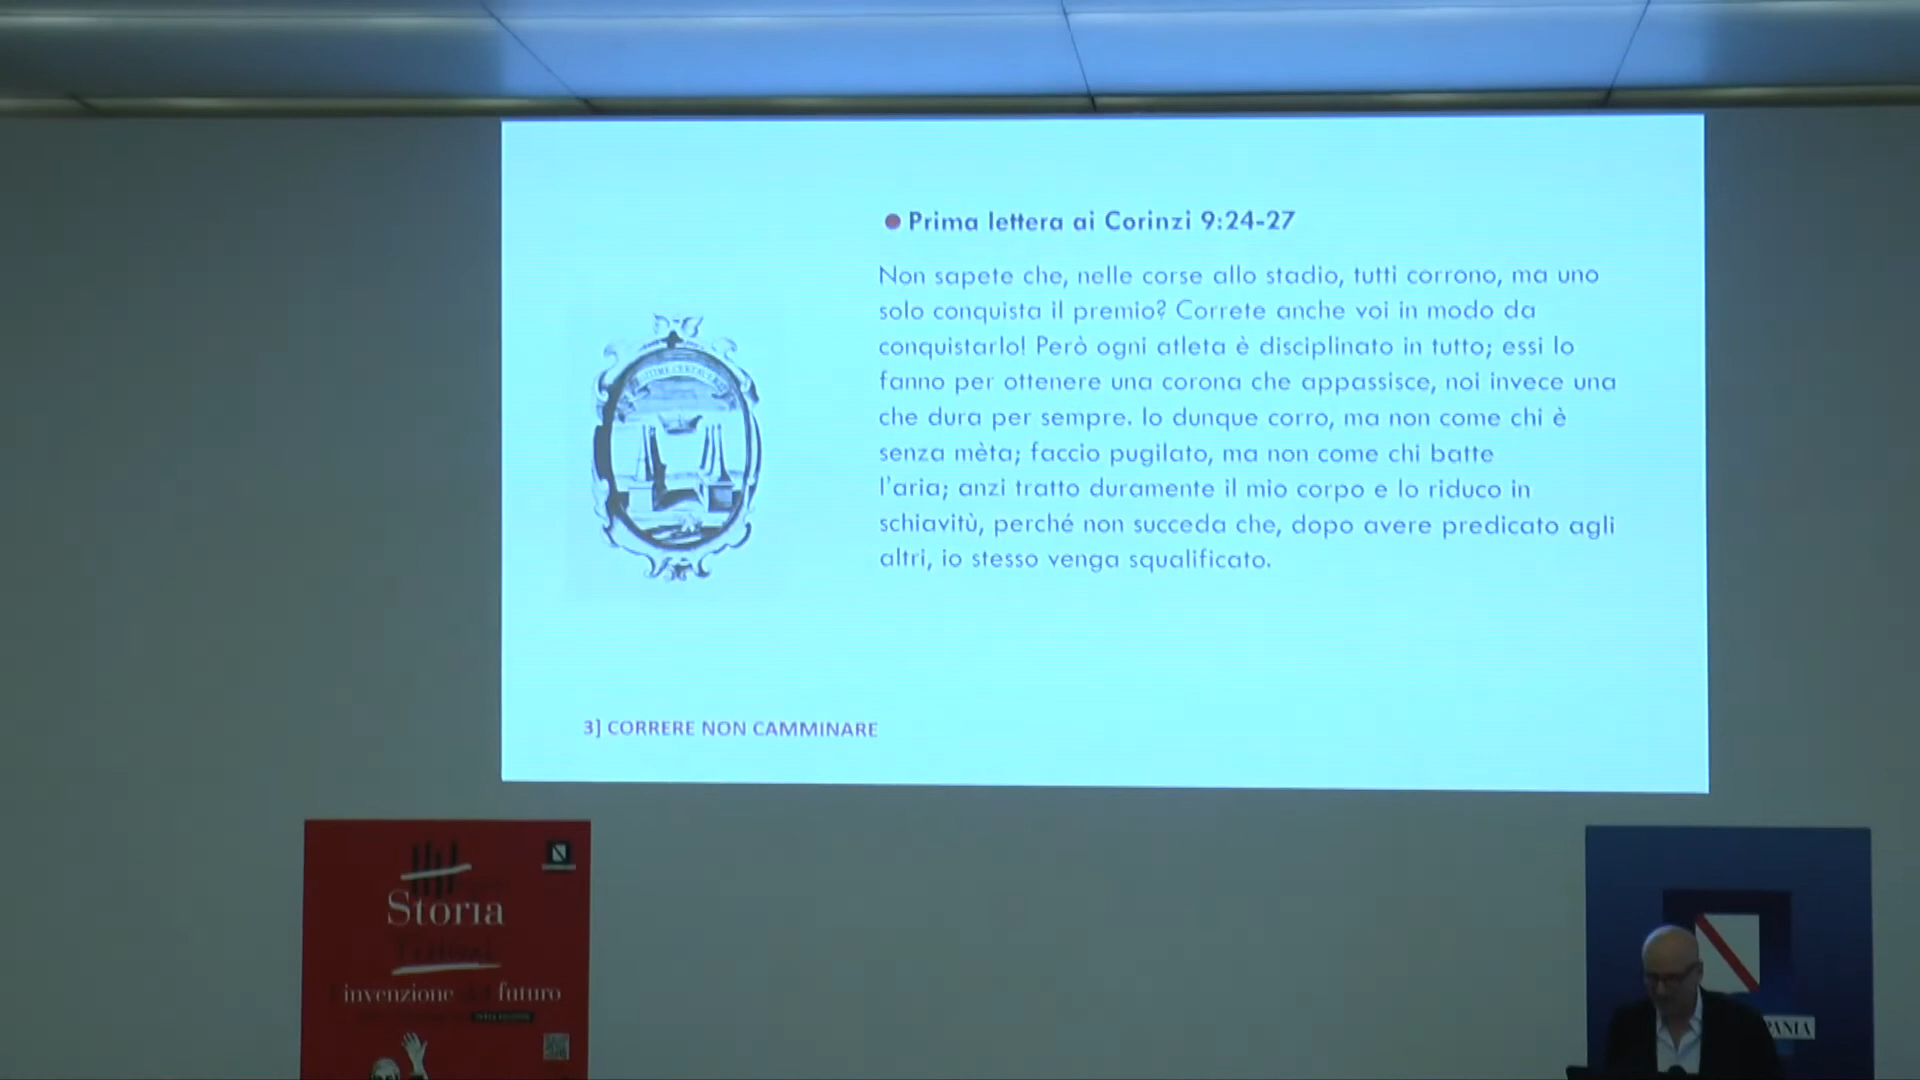 ● Prima lettera ai Corinzi 9:24-27
Non sapete che, nelle corse allo stadio, tutti corrono, ma uno
solo conquista il premio? Correte anche voi in modo da
conquistarlo! Però ogni atleta è disciplinato in tutto; essi lo
fanno per ottenere una corona che appassisce, noi invece una
che dura per sempre. Io dunque corro, ma non come chi è
senza mèta; faccio pugilato, ma non come chi batte
l'aria; anzi tratto duramente il mio corpo e lo riduco in
schiavitù, perché non succeda che, dopo avere predicato agli
altri, io stesso venga squalificato.
3] CORRERE NON CAMMINARE
Storia
Festival
invenzione futuro
PANIA